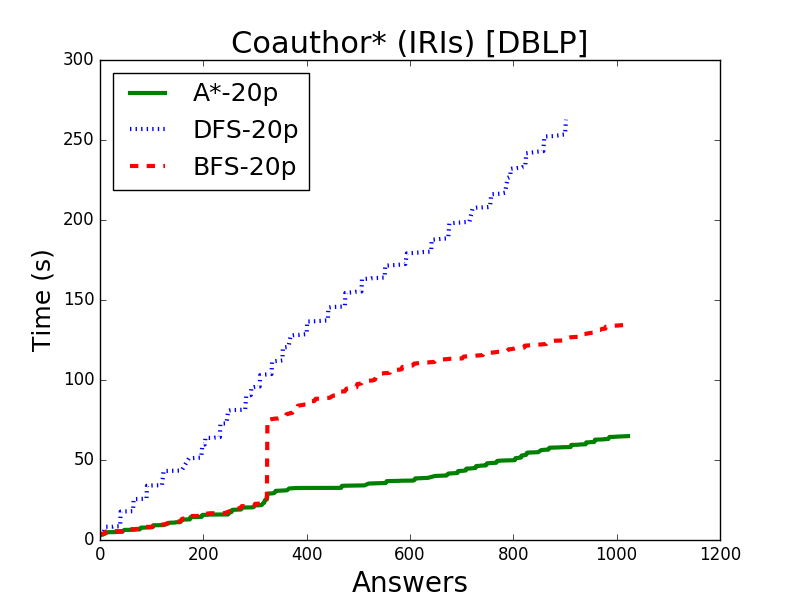 Coauthor* (IRIs) [DBLP]
300
250
200
150
100
50
0
Time (s)
A*-20p
DFS-20p
BFS-20p
0 200 400 600 800 1000 1200
Answers